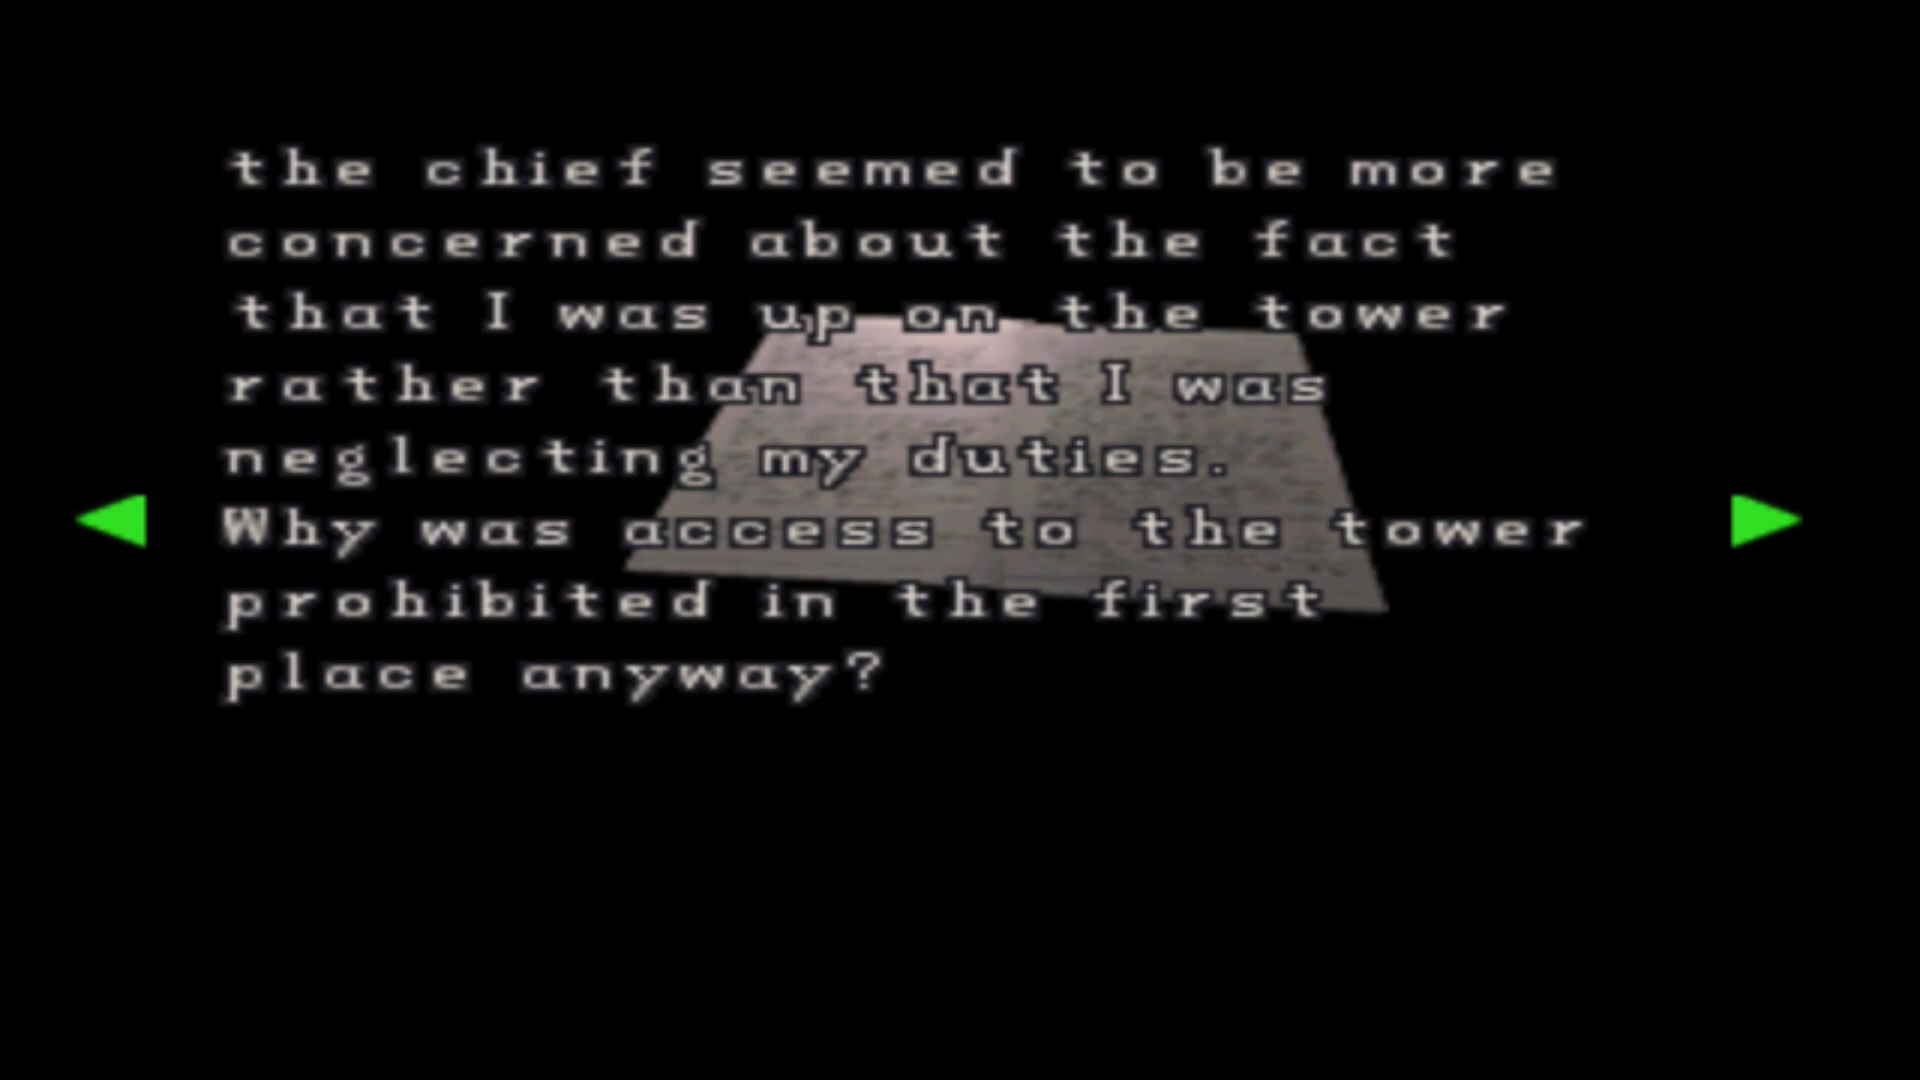 the chief seemed to be more
concerned about the fact
that I was up on the tower
rather than that I was
neglecting my duties.
Why was access to the tower
prohibited in the first
place anyway?